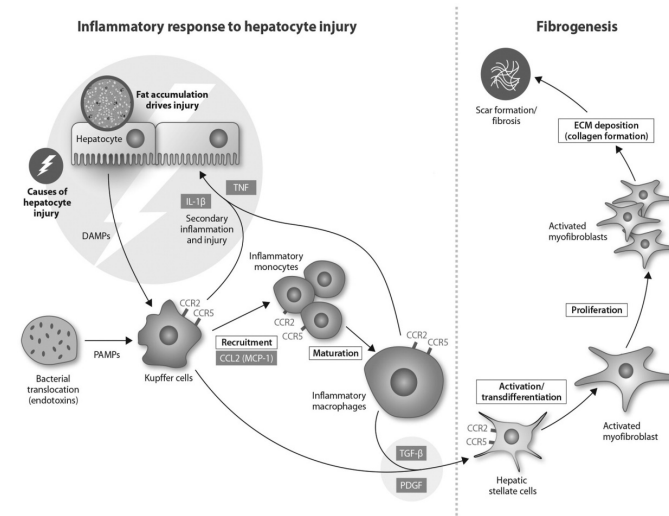 Inflammatory response to hepatocyte injury
Fibrogenesis
Fat accumulation
drives injury
Hepatocyte
Causes of
hepatocyte
injury
DAMPs
TNF
IL-1β
Secondary
inflammation
and injury
Inflammatory
monocytes
CCR2
CCR5
CCR2
CCR5
Recruitment
CCL2 (MCP-1)
Maturation
CCR2
CCR5
PAMPs
Bacterial
translocation
(endotoxins)
Kupffer cells
Inflammatory
macrophages
TGF-β
PDGF
Scar formation/
fibrosis
ECM deposition
(collagen formation)
Activated
myofibroblasts
Proliferation
Activation/
transdifferentiation
Activated
myofibroblast
CCR2
CCR5
Hepatic
stellate cells